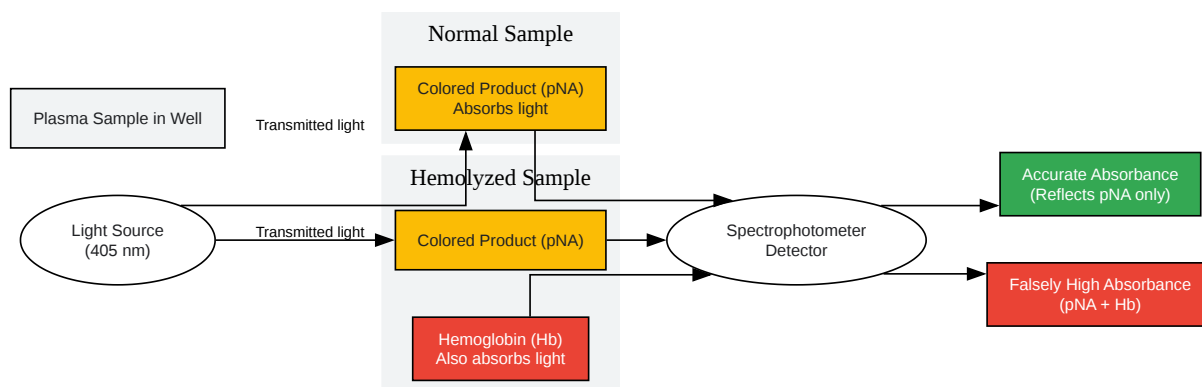 Normal Sample
Colored Product (pNA)
Absorbs light
Plasma Sample in Well
Transmitted light
Hemolyzed Sample
Light Source
(405 nm)
Transmitted light
Colored Product (pNA)
Spectrophotometer
Detector
Accurate Absorbance
(Reflects pNA only)
Falsely High Absorbance
(pNA + Hb)
Hemoglobin (Hb)
Also absorbs light